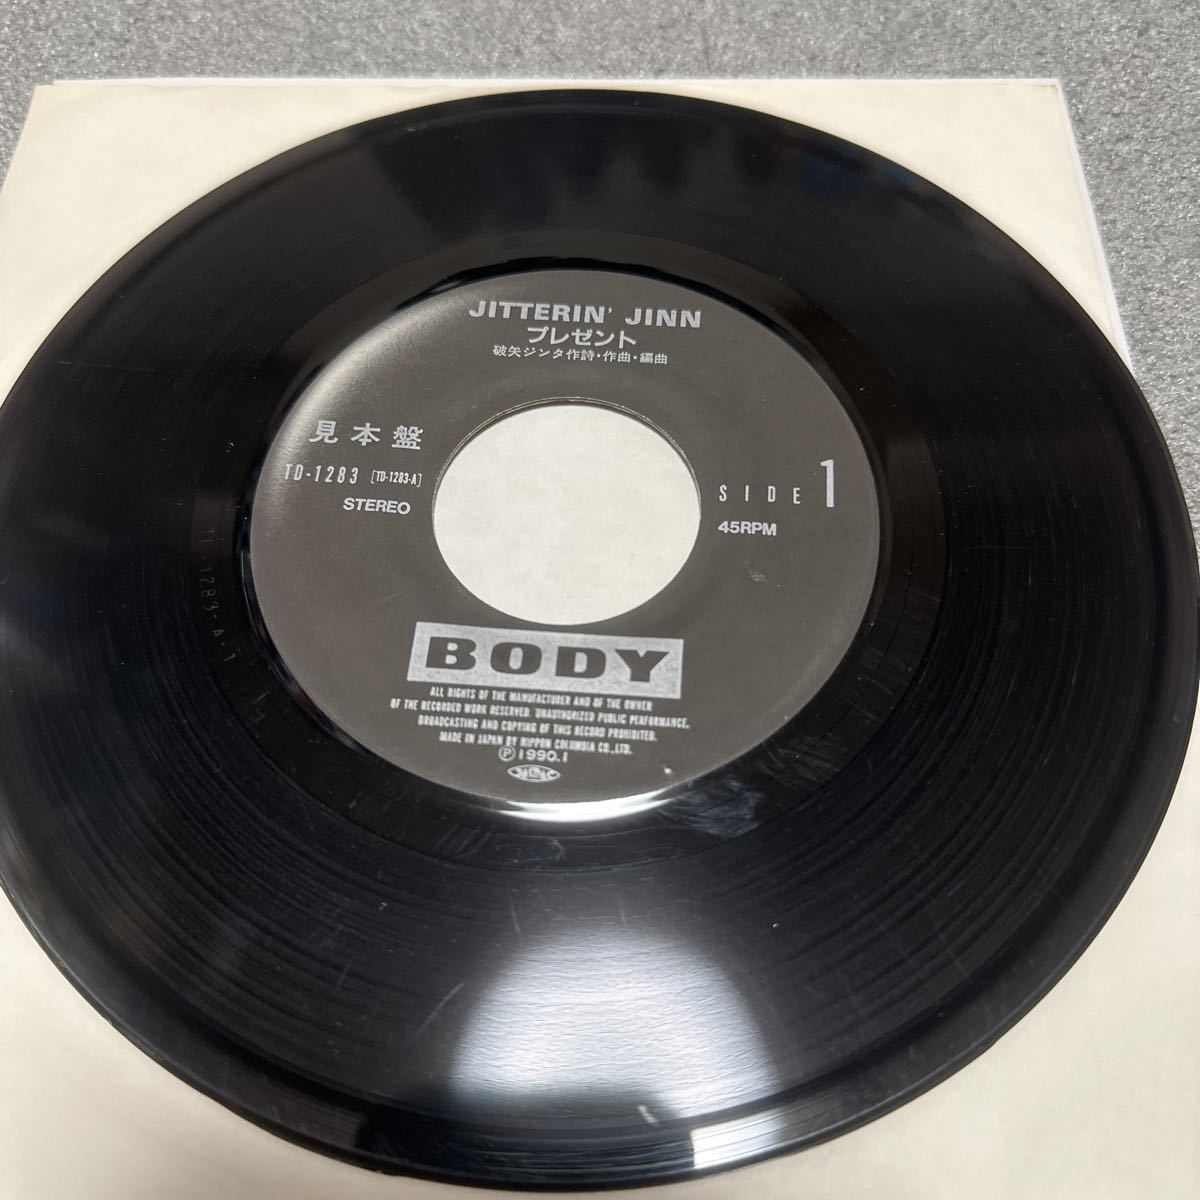 JITTERIN' JINN
プレゼント
破矢ジンタ作詩・作曲・編曲
見本盤
TD-1283 [TD-1283-A]
STEREO
SIDE 1
45RPM
BODY
ALL RIGHTS OF THE MANUFACTURER AND OF THE OWNER
OF THE RECORDED WORK RESERVED. UNAUTHORIZED PUBLIC PERFORMANCE,
BROADCASTING AND COPYING OF THIS RECORD PROHIBITED.
MADE IN JAPAN BY NIPPON COLUMBIA CO., LTD.
Ⓟ1990.1
JASRAC